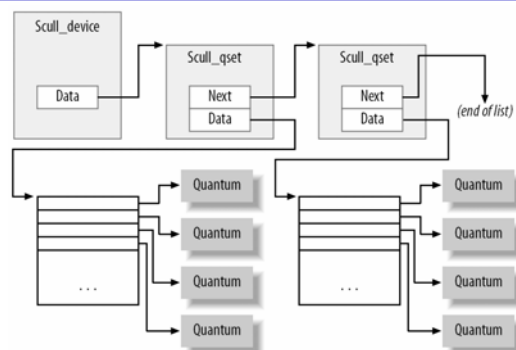 Scull_device
Data
Scull_qset
Next
Data
Scull_qset
Next
Data
(end of list)
Quantum
Quantum
Quantum
Quantum
. . .
Quantum
Quantum
Quantum
Quantum
. . .